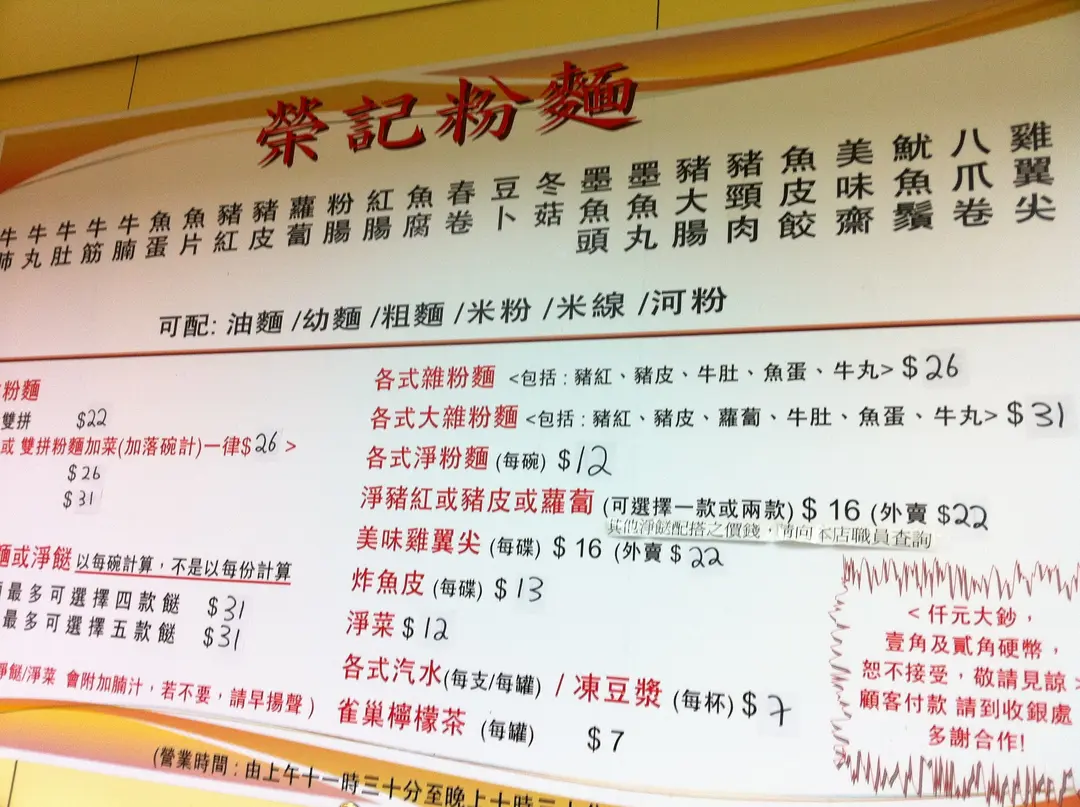 榮記粉麵
牛肺
牛丸
牛肚
牛筋
牛腩
魚蛋
魚片
豬紅
豬皮
蘿蔔
粉腸
紅腸
魚腐
春卷
豆卜
冬菇
墨魚頭
墨魚丸
豬大腸
豬頸肉
魚皮餃
美味齋
魷魚鬚
八爪卷
雞翼尖
可配: 油麵 /幼麵 /粗麵 /米粉 /米線 /河粉
粉麵
雙拼 $22
或 雙拼粉麵加菜(加落碗計)一律$26 >
$26
$31
麵或淨餸 以每碗計算，不是以每份計算
最多可選擇四款餸 $31
最多可選擇五款餸 $31
淨餸/淨菜 會附加腩汁，若不要，請早揚聲 )
各式雜粉麵 <包括 : 豬紅、豬皮、牛肚、魚蛋、牛丸> $26
各式大雜粉麵 <包括 : 豬紅、豬皮、蘿蔔、牛肚、魚蛋、牛丸> $31
各式淨粉麵 (每碗) $12
淨豬紅或豬皮或蘿蔔 (可選擇一款或兩款) $ 16 (外賣 $22
其他淨餸配搭之價錢，請向本店職員查詢
美味雞翼尖 (每碟) $ 16 (外賣 $ 22
炸魚皮 (每碟) $ 13
淨菜 $ 12
各式汽水(每支/每罐) / 凍豆漿 (每杯) $ 7
雀巢檸檬茶 (每罐) $ 7
< 仟元大鈔，
壹角及貳角硬幣，
恕不接受，敬請見諒 >
顧客付款 請到收銀處
多謝合作!
(營業時間 : 由上午十一時三十分至晚上十時三十分